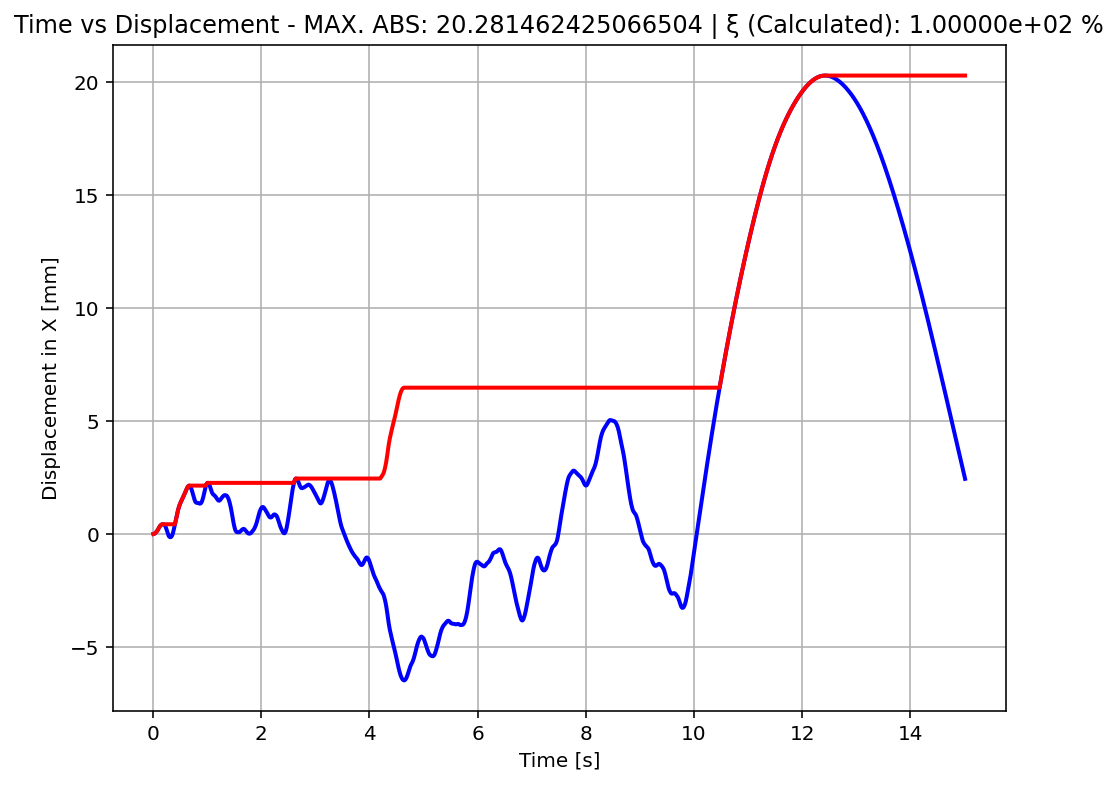 Time vs Displacement - MAX. ABS: 20.281462425066504 | ξ (Calculated): 1.00000e+02 %
20
15
10
5
0
−5
Displacement in X [mm]
0 2 4 6 8 10 12 14
Time [s]